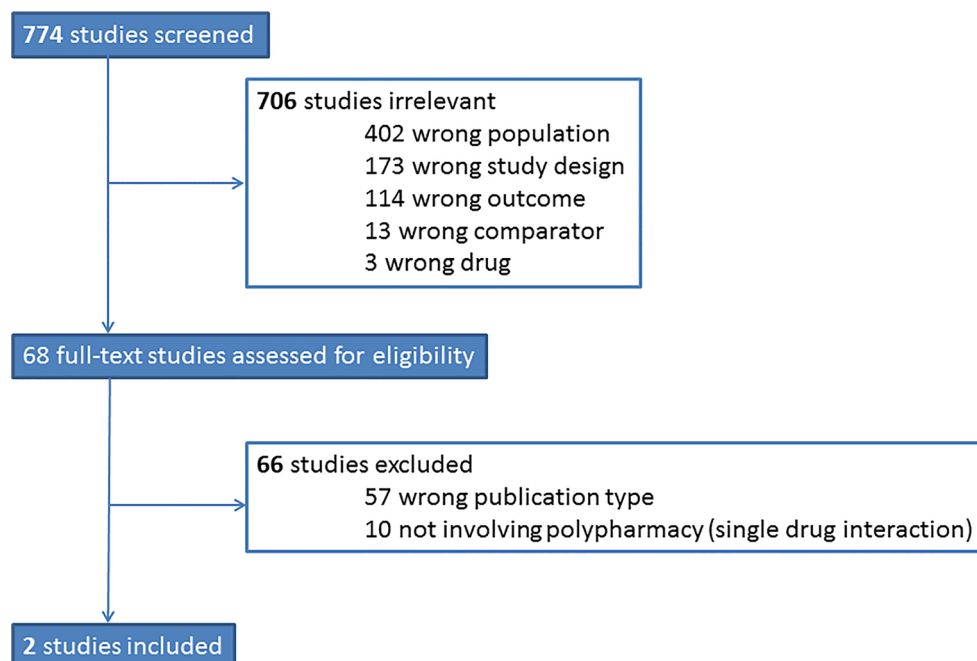 774 studies screened
706 studies irrelevant
402 wrong population
173 wrong study design
114 wrong outcome
13 wrong comparator
3 wrong drug
68 full-text studies assessed for eligibility
66 studies excluded
57 wrong publication type
10 not involving polypharmacy (single drug interaction)
2 studies included